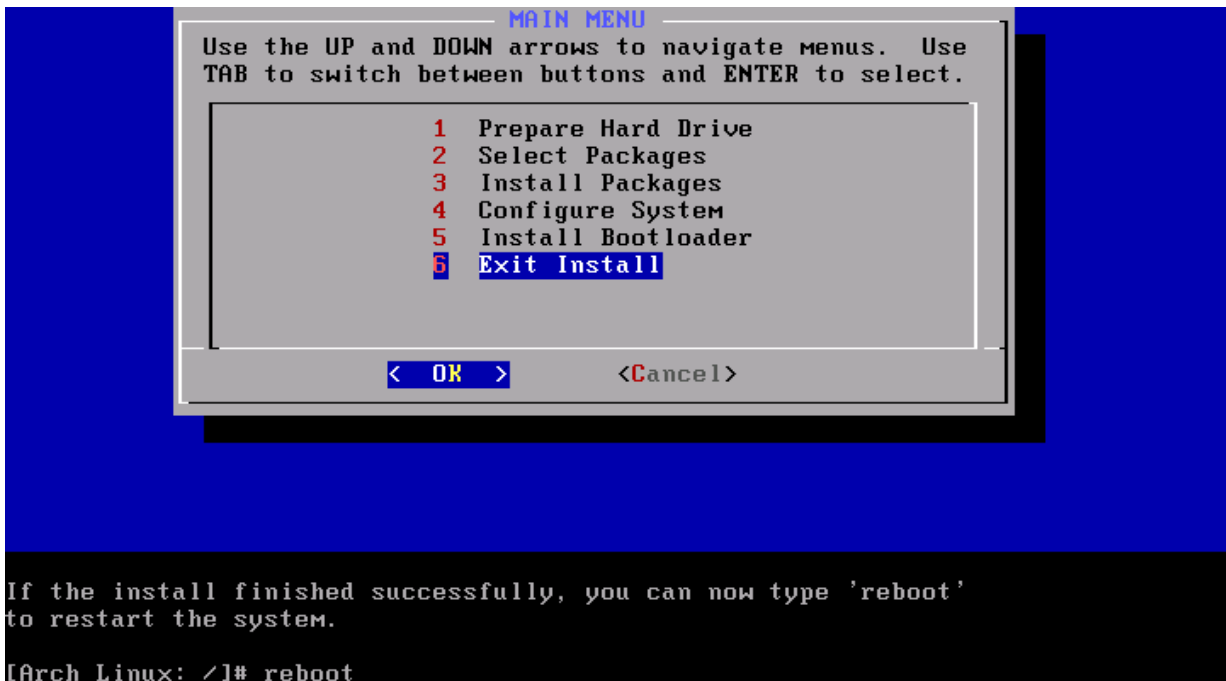 MAIN MENU
Use the UP and DOWN arrows to navigate menus.  Use
TAB to switch between buttons and ENTER to select.
1  Prepare Hard Drive
2  Select Packages
3  Install Packages
4  Configure System
5  Install Bootloader
6  Exit Install
<  OK  >         <Cancel>
If the install finished successfully, you can now type 'reboot'
to restart the system.
[Arch Linux: /]# reboot